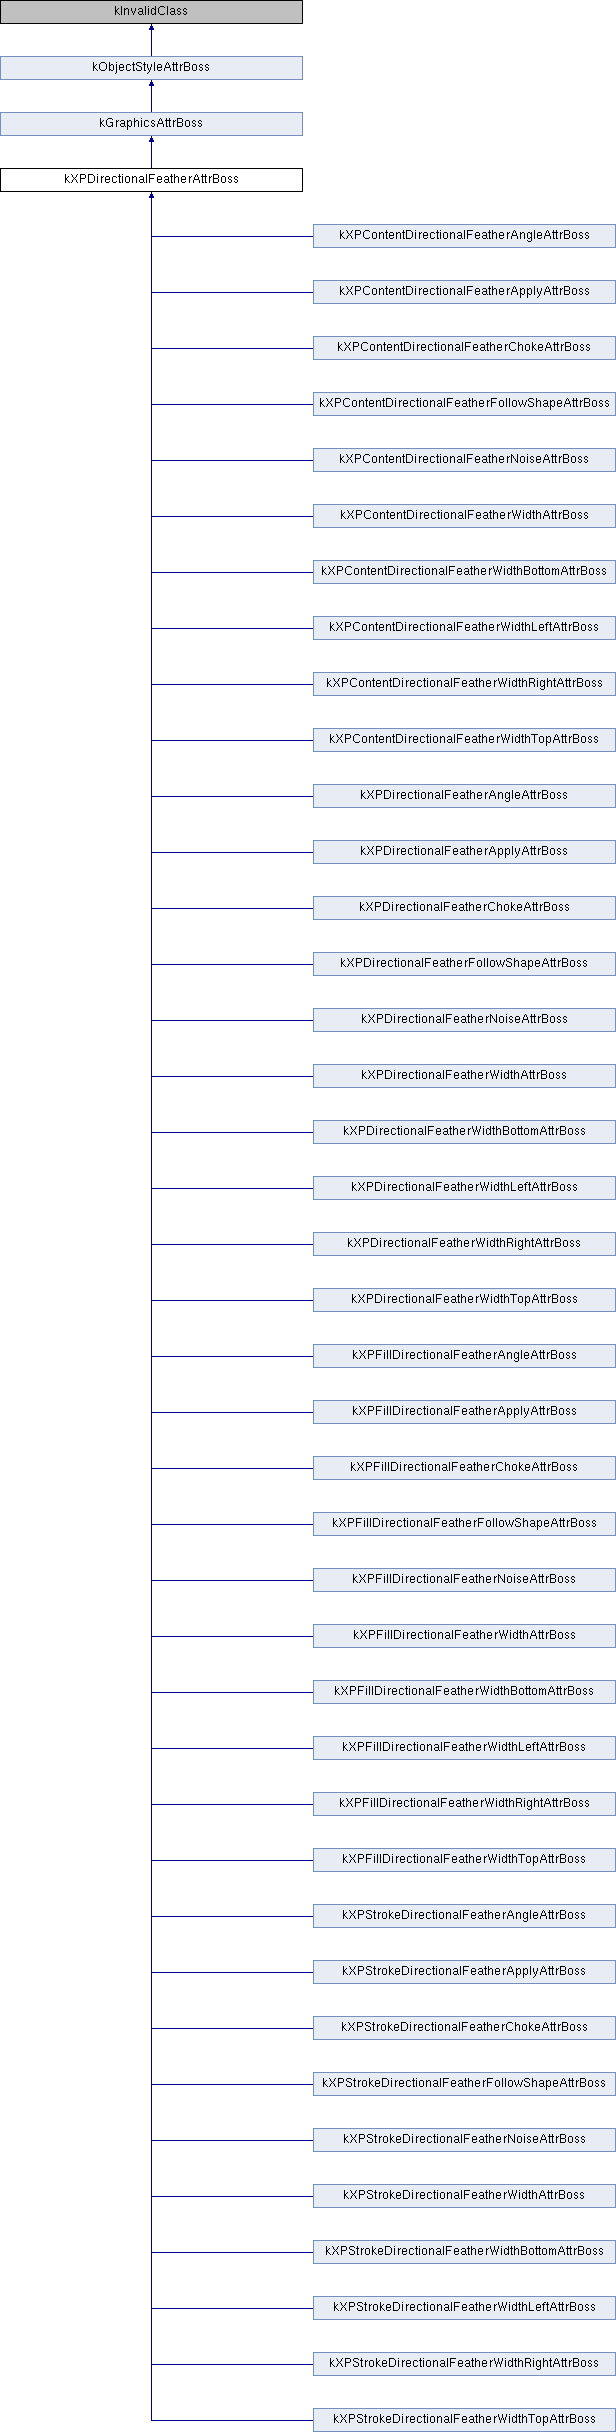 kInvalidClass
kObjectStyleAttrBoss
kGraphicsAttrBoss
kXPDirectionalFeatherAttrBoss
kXPContentDirectionalFeatherAngleAttrBoss
kXPContentDirectionalFeatherApplyAttrBoss
kXPContentDirectionalFeatherChokeAttrBoss
kXPContentDirectionalFeatherFollowShapeAttrBoss
kXPContentDirectionalFeatherNoiseAttrBoss
kXPContentDirectionalFeatherWidthAttrBoss
kXPContentDirectionalFeatherWidthBottomAttrBoss
kXPContentDirectionalFeatherWidthLeftAttrBoss
kXPContentDirectionalFeatherWidthRightAttrBoss
kXPContentDirectionalFeatherWidthTopAttrBoss
kXPDirectionalFeatherAngleAttrBoss
kXPDirectionalFeatherApplyAttrBoss
kXPDirectionalFeatherChokeAttrBoss
kXPDirectionalFeatherFollowShapeAttrBoss
kXPDirectionalFeatherNoiseAttrBoss
kXPDirectionalFeatherWidthAttrBoss
kXPDirectionalFeatherWidthBottomAttrBoss
kXPDirectionalFeatherWidthLeftAttrBoss
kXPDirectionalFeatherWidthRightAttrBoss
kXPDirectionalFeatherWidthTopAttrBoss
kXPFillDirectionalFeatherAngleAttrBoss
kXPFillDirectionalFeatherApplyAttrBoss
kXPFillDirectionalFeatherChokeAttrBoss
kXPFillDirectionalFeatherFollowShapeAttrBoss
kXPFillDirectionalFeatherNoiseAttrBoss
kXPFillDirectionalFeatherWidthAttrBoss
kXPFillDirectionalFeatherWidthBottomAttrBoss
kXPFillDirectionalFeatherWidthLeftAttrBoss
kXPFillDirectionalFeatherWidthRightAttrBoss
kXPFillDirectionalFeatherWidthTopAttrBoss
kXPStrokeDirectionalFeatherAngleAttrBoss
kXPStrokeDirectionalFeatherApplyAttrBoss
kXPStrokeDirectionalFeatherChokeAttrBoss
kXPStrokeDirectionalFeatherFollowShapeAttrBoss
kXPStrokeDirectionalFeatherNoiseAttrBoss
kXPStrokeDirectionalFeatherWidthAttrBoss
kXPStrokeDirectionalFeatherWidthBottomAttrBoss
kXPStrokeDirectionalFeatherWidthLeftAttrBoss
kXPStrokeDirectionalFeatherWidthRightAttrBoss
kXPStrokeDirectionalFeatherWidthTopAttrBoss